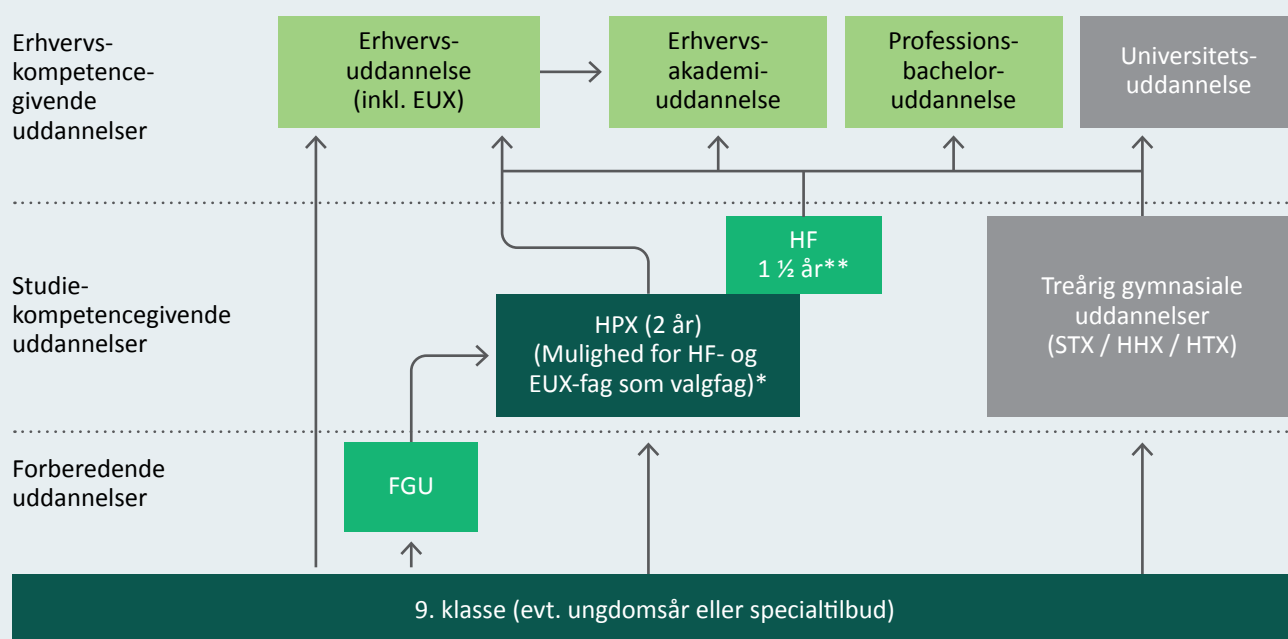 Erhvervs-
kompetence-
givende
uddannelser
Erhvervs-
uddannelse
(inkl. EUX)
Erhvervs-
akademi-
uddannelse
Professions-
bachelor-
uddannelse
Universitets-
uddannelse
Studie-
kompetencegivende
uddannelser
HF
1 ½ år**
HPX (2 år)
(Mulighed for HF- og
EUX-fag som valgfag)*
Treårig gymnasiale
uddannelser
(STX / HHX / HTX)
Forberedende
uddannelser
FGU
9. klasse (evt. ungdomsår eller specialtilbud)